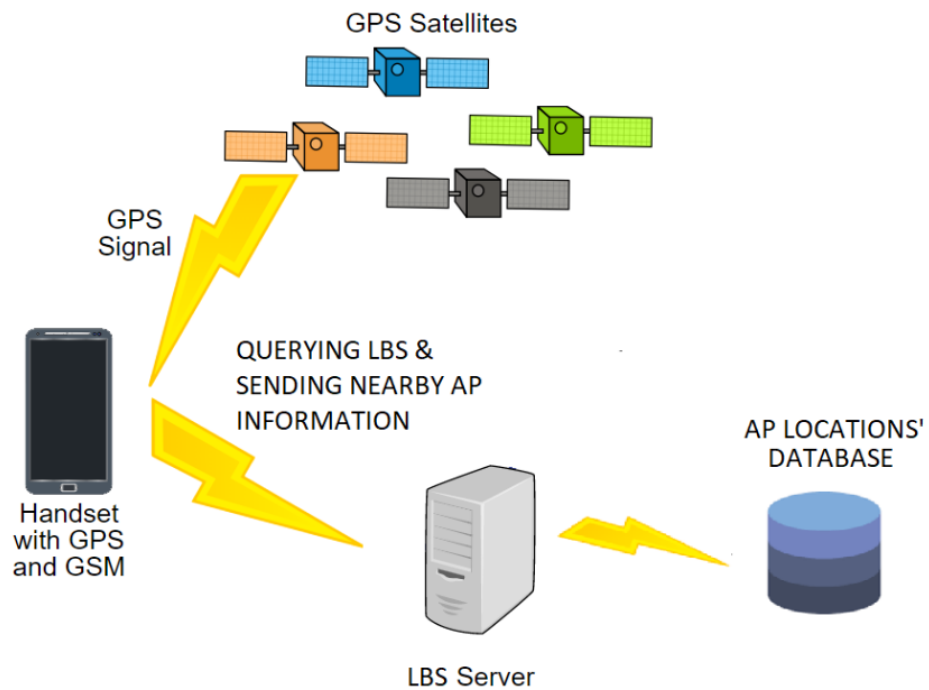 GPS Satellites
GPS
Signal
QUERYING LBS &
SENDING NEARBY AP
INFORMATION
AP LOCATIONS'
DATABASE
Handset
with GPS
and GSM
LBS Server